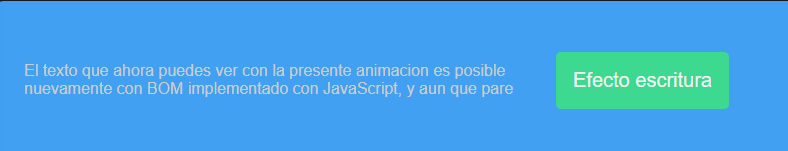 El texto que ahora puedes ver con la presente animacion es posible
nuevamente con BOM implementado con JavaScript, y aun que pare
Efecto escritura